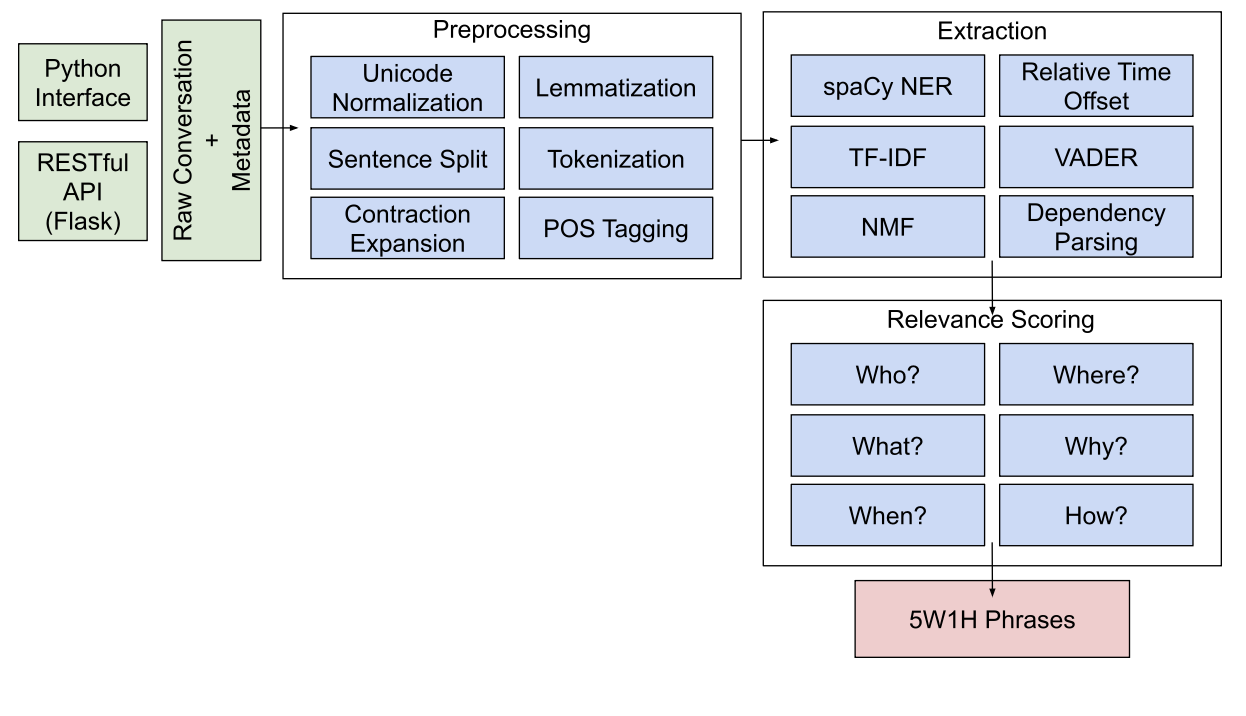 Python
Interface
RESTful
API
(Flask)
Raw Conversation
+
Metadata
Preprocessing
Unicode
Normalization
Lemmatization
Sentence Split
Tokenization
Contraction
Expansion
POS Tagging
Extraction
spaCy NER
Relative Time
Offset
TF-IDF
VADER
NMF
Dependency
Parsing
Relevance Scoring
Who?
Where?
What?
Why?
When?
How?
5W1H Phrases